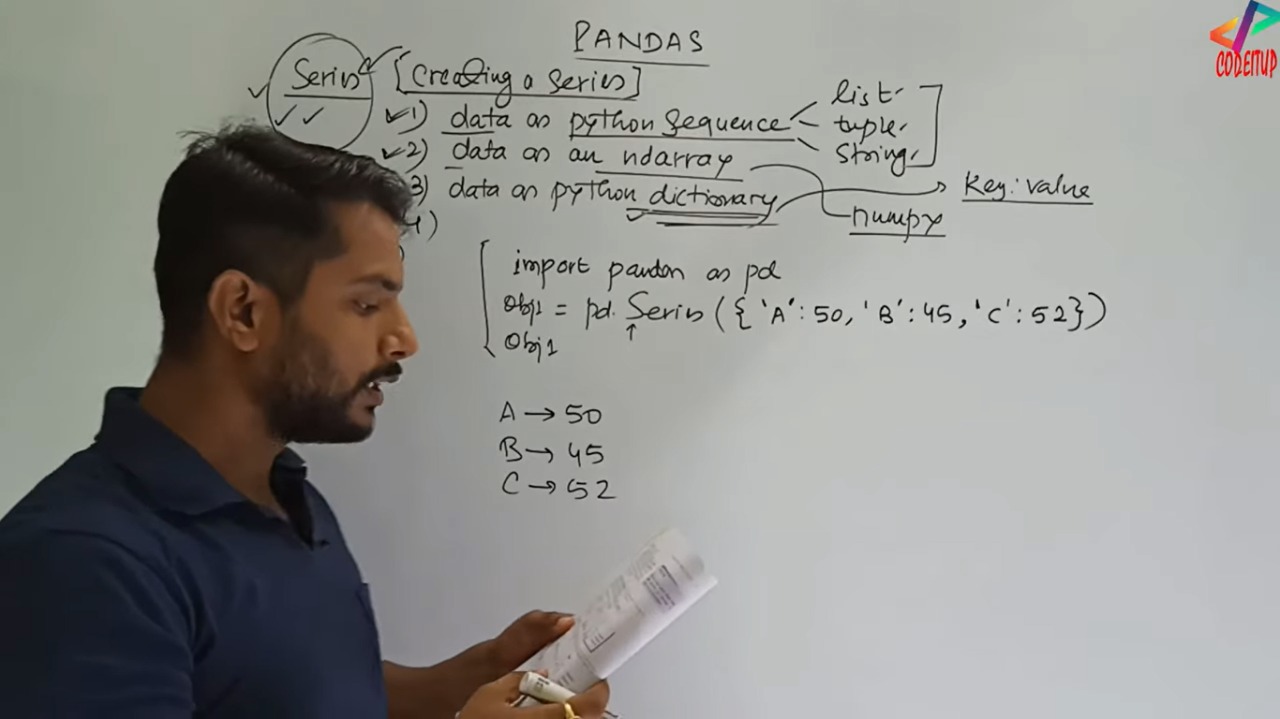 PANDAS
CODEITUP
Series [Creating a series]
1) data as python sequence
list
tuple
string
2) data as an ndarray
3) data as python dictionary
Key:value
numpy
4)
import pandas as pd
Obj1 = pd. Series ({'A': 50, 'B': 45, 'C': 52})
Obj1
A → 50
B → 45
C → 52